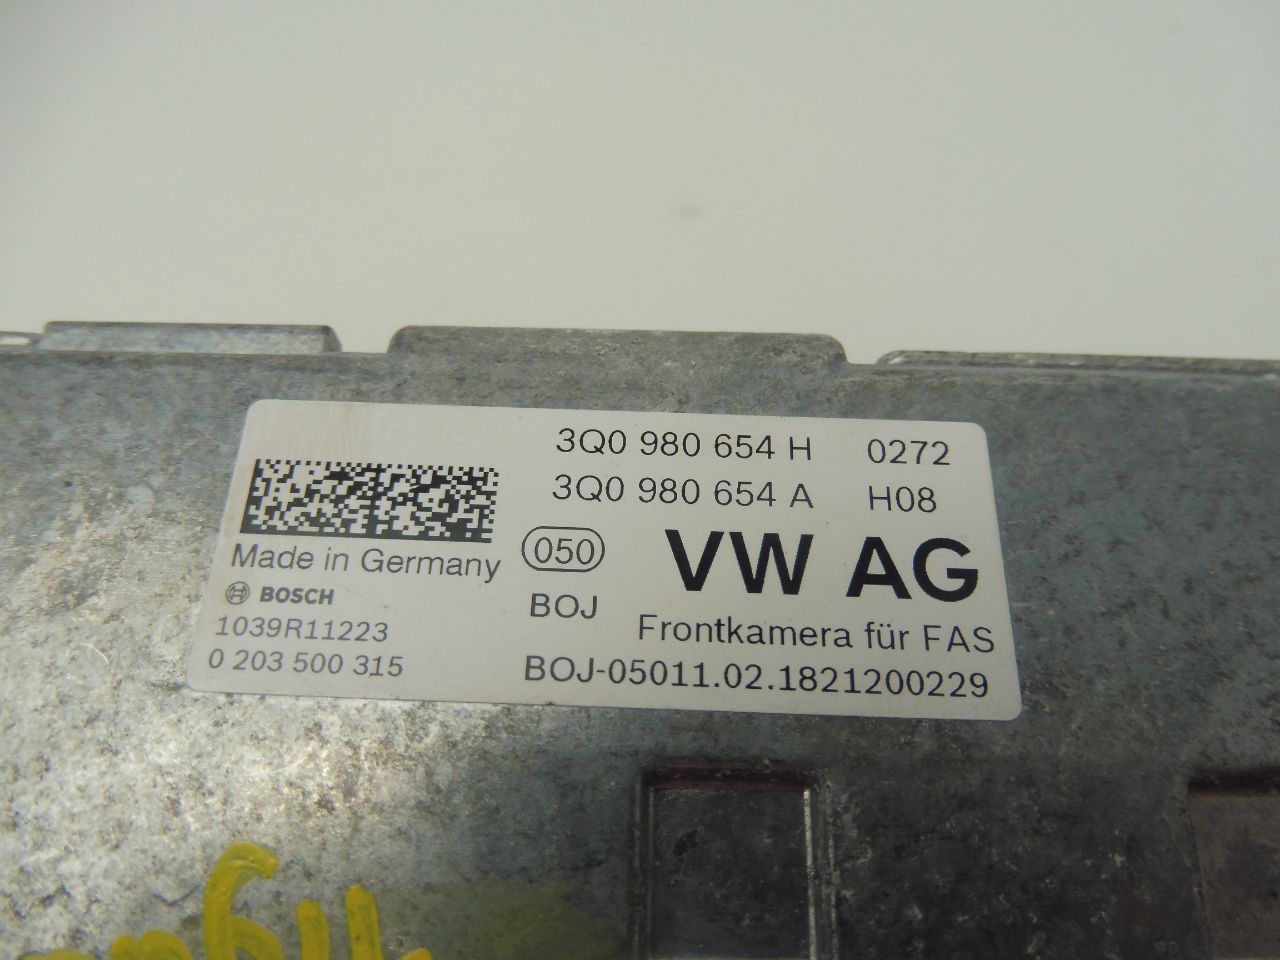 3Q0 980 654 H 0272
3Q0 980 654 A H08
Made in Germany
050
VW AG
BOSCH
BOJ
1039R11223
Frontkamera für FAS
0 203 500 315
BOJ-05011.02.1821200229